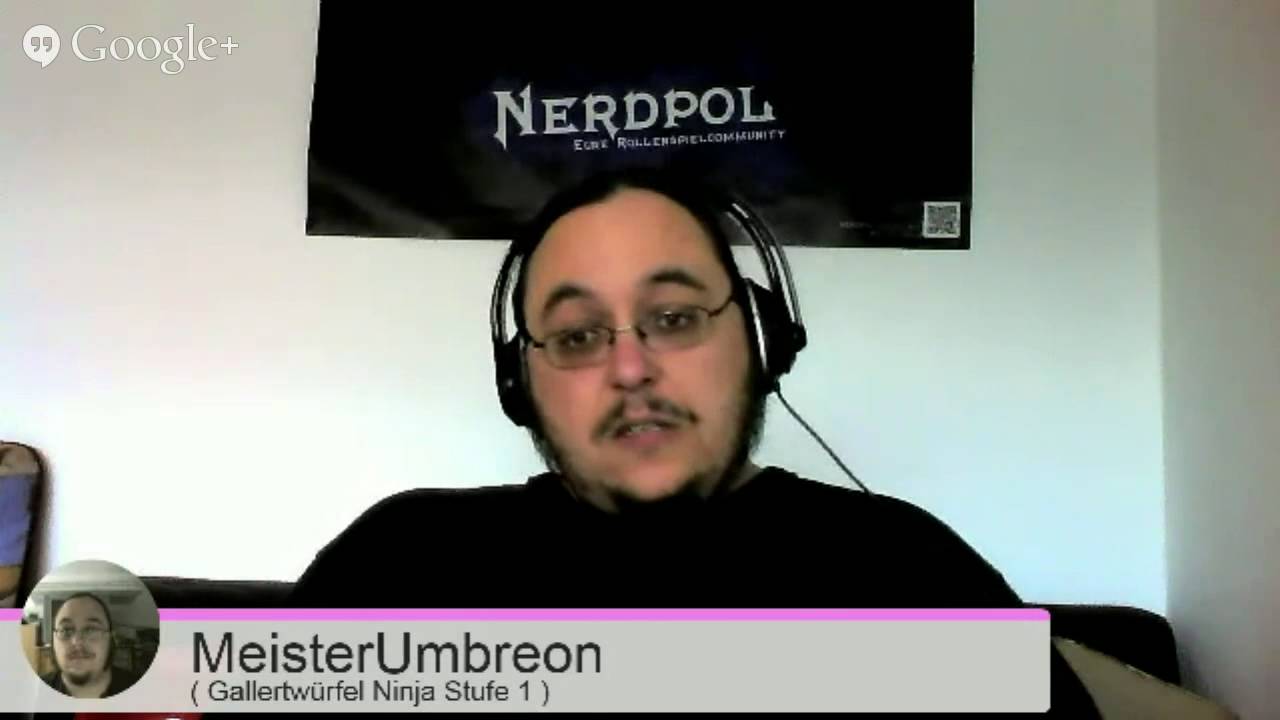 Google+
NERDPOL
EURE ROLLENSPIELCOMMUNITY
MeisterUmbreon
( Gallertwürfel Ninja Stufe 1 )